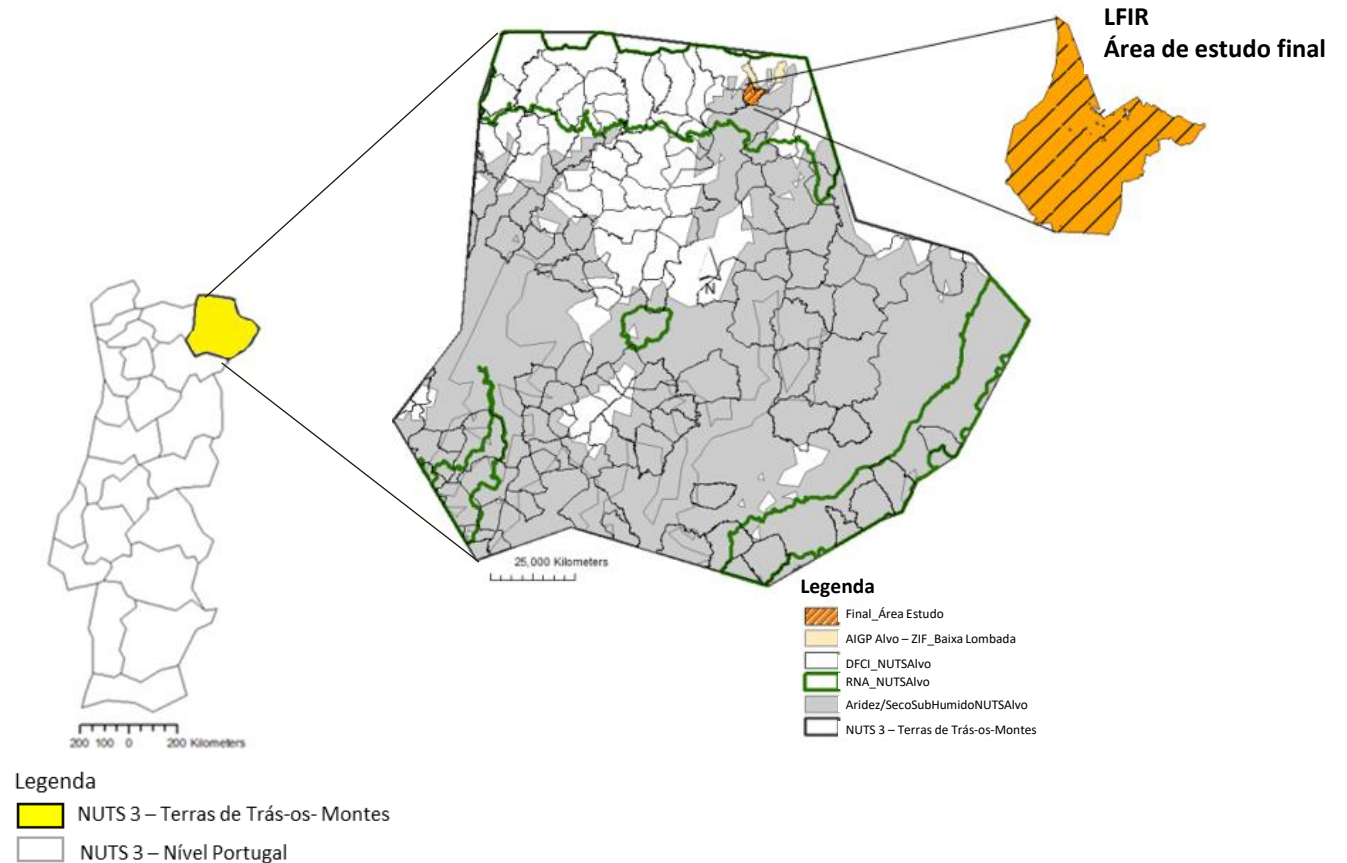 LFIR
Área de estudo final
N
25,000 Kilometers
Legenda
Final_Área Estudo
AIGP Alvo – ZIF_Baixa Lombada
DFCI_NUTSAlvo
RNA_NUTSAlvo
Aridez/SecoSubHumidoNUTSAlvo
NUTS 3 – Terras de Trás-os-Montes
200 100 0 200 Kilometers
Legenda
NUTS 3 – Terras de Trás-os- Montes
NUTS 3 – Nível Portugal